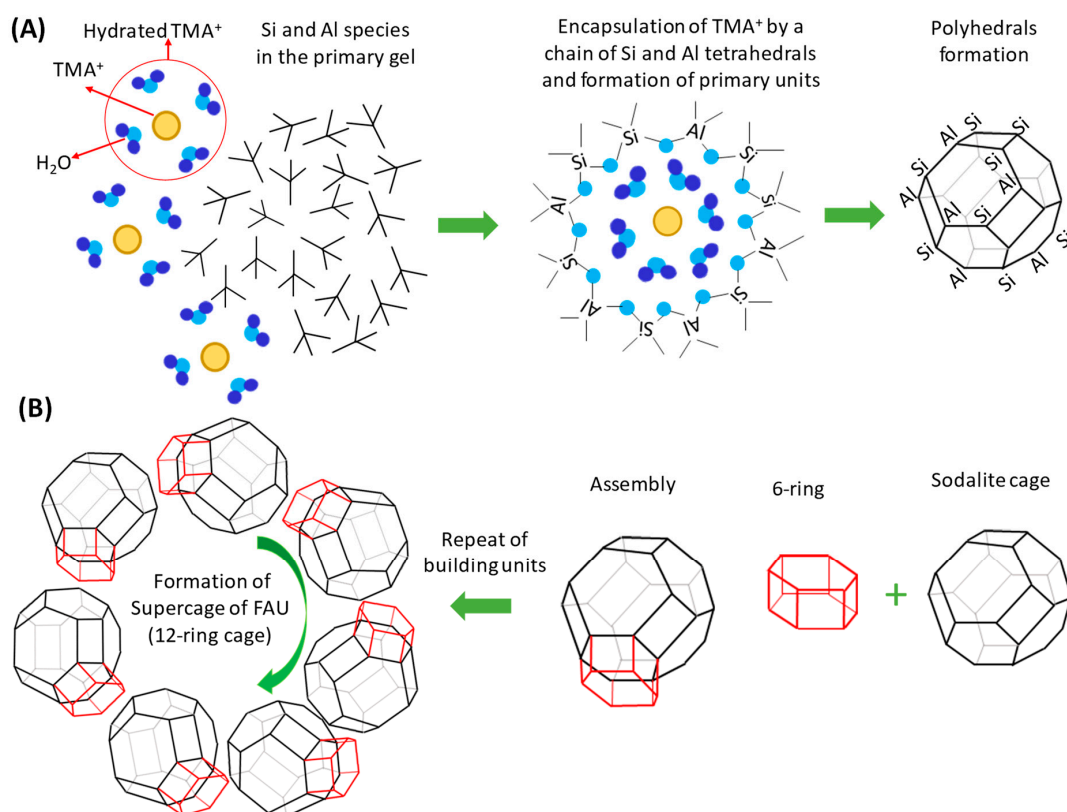 (A)
Hydrated TMA⁺
TMA⁺
H₂O
Si and Al species
in the primary gel
Encapsulation of TMA⁺ by a
chain of Si and Al tetrahedrals
and formation of primary units
Si
Al
Si
Si
Al
Si
Al
Si
Al
Si
Al
Si
Polyhedrals
formation
Si
Al
Si
Al
Si
Si
Al
Al
Si
Si
Al
Si
Al
Si
(B)
Formation of
Supercage of FAU
(12-ring cage)
Repeat of
building units
Assembly
6-ring
+
Sodalite cage